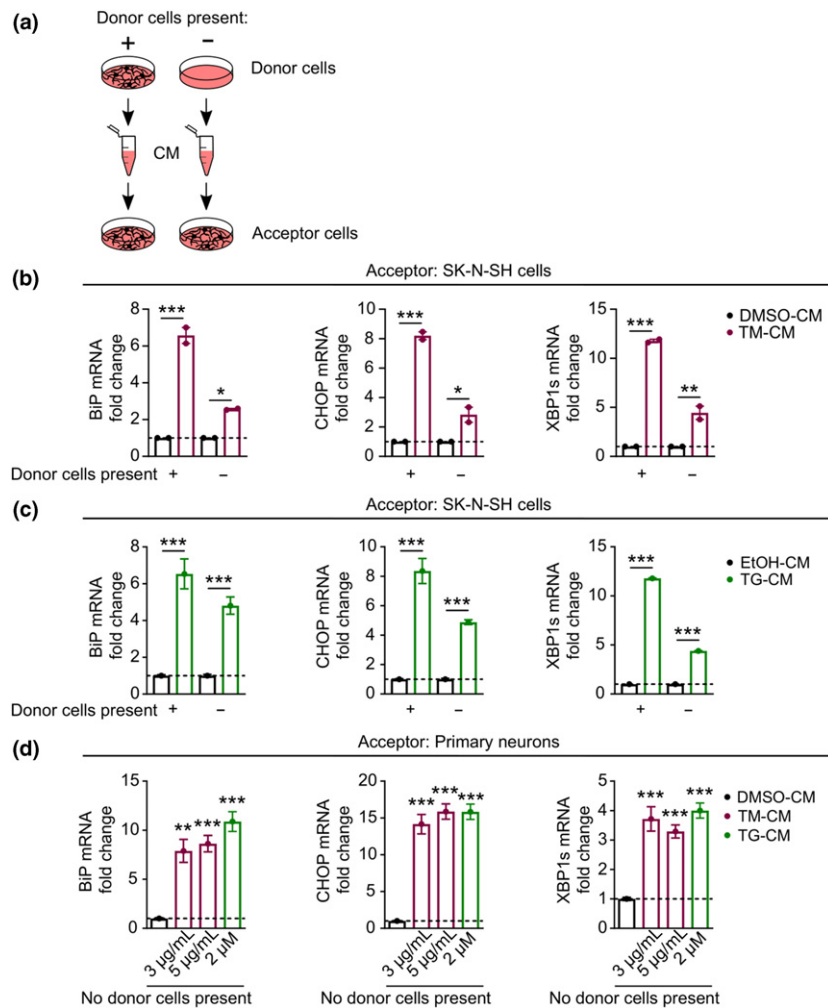 (a)
Donor cells present:
+ −
Donor cells
CM
Acceptor cells
(b)
Acceptor: SK-N-SH cells
BiP mRNA
fold change
8
6
4
2
0
***
*
CHOP mRNA
fold change
10
8
6
4
2
0
***
*
XBP1s mRNA
fold change
15
10
5
0
***
**
DMSO-CM
TM-CM
Donor cells present + − + − + −
(c)
Acceptor: SK-N-SH cells
BiP mRNA
fold change
8
6
4
2
0
***
***
CHOP mRNA
fold change
10
8
6
4
2
0
***
***
XBP1s mRNA
fold change
15
10
5
0
***
***
EtOH-CM
TG-CM
Donor cells present + − + − + −
(d)
Acceptor: Primary neurons
BiP mRNA
fold change
15
10
5
0
**
***
***
3 µg/mL
5 µg/mL
2 µM
No donor cells present
CHOP mRNA
fold change
20
15
10
5
0
***
***
***
3 µg/mL
5 µg/mL
2 µM
No donor cells present
XBP1s mRNA
fold change
5
4
3
2
1
0
***
***
***
3 µg/mL
5 µg/mL
2 µM
No donor cells present
DMSO-CM
TM-CM
TG-CM